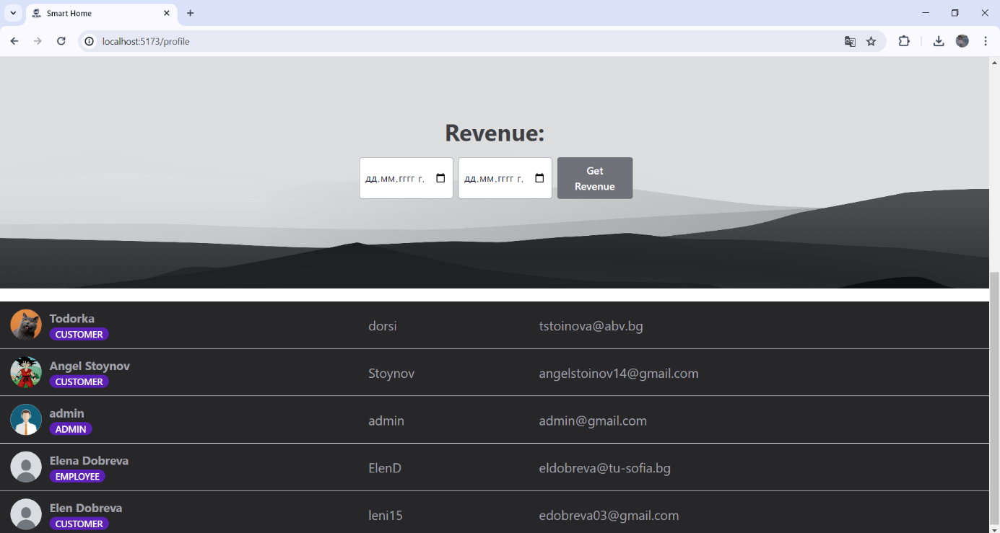 Smart Home
localhost:5173/profile
Revenue:
дд.мм.гггг г.
дд.мм.гггг г.
Get
Revenue
Todorka
CUSTOMER
dorsi
tstoinova@abv.bg
Angel Stoynov
CUSTOMER
Stoynov
angelstoinov14@gmail.com
admin
ADMIN
admin
admin@gmail.com
Elena Dobreva
EMPLOYEE
ElenD
eldobreva@tu-sofia.bg
Elen Dobreva
CUSTOMER
leni15
edobreva03@gmail.com